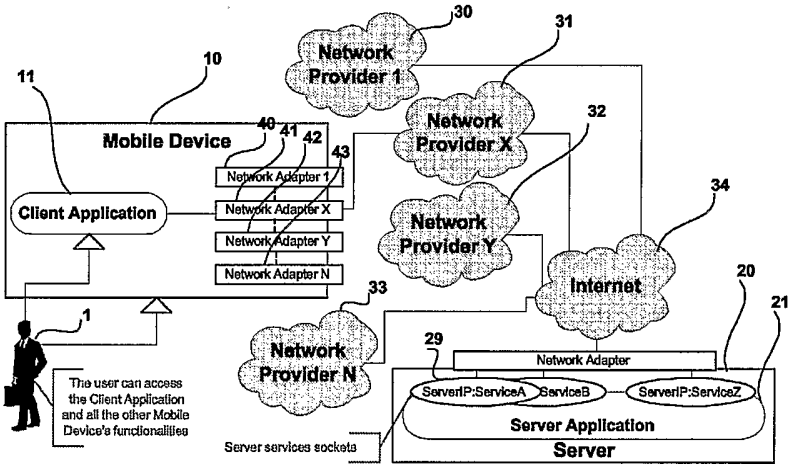 30
Network
Provider 1
31
Network
Provider X
32
10
11
Mobile Device
40
41
42
43
Network Adapter 1
Network Adapter X
Network Adapter Y
Network Adapter N
Client Application
Network
Provider Y
34
Internet
33
Network
Provider N
1
The user can access
the Client Application
and all the other Mobile
Device's functionalities
20
21
29
Network Adapter
ServerIP:ServiceA
ServiceB
ServerIP:ServiceZ
Server Application
Server services sockets
Server